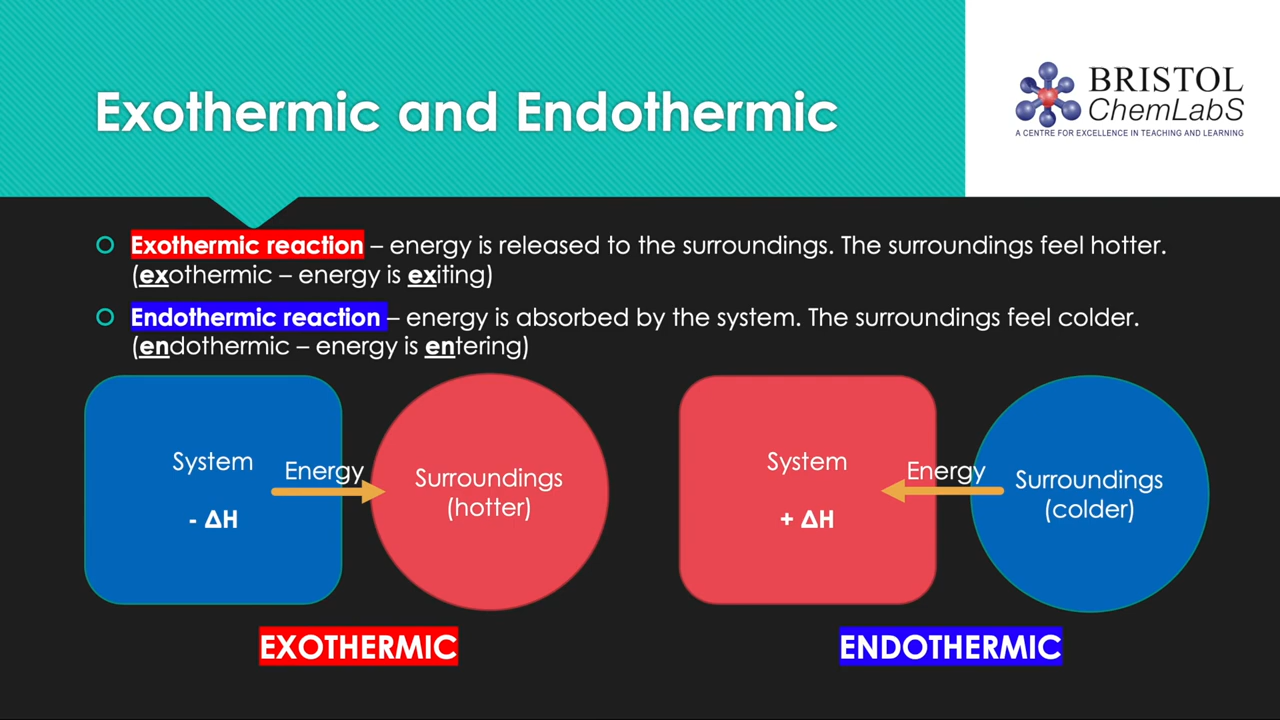 Exothermic and Endothermic
BRISTOL
ChemLabS
A CENTRE FOR EXCELLENCE IN TEACHING AND LEARNING
Exothermic reaction – energy is released to the surroundings. The surroundings feel hotter.
(exothermic – energy is exiting)
Endothermic reaction – energy is absorbed by the system. The surroundings feel colder.
(endothermic – energy is entering)
System
- ΔH
Energy
Surroundings
(hotter)
EXOTHERMIC
System
+ ΔH
Energy
Surroundings
(colder)
ENDOTHERMIC